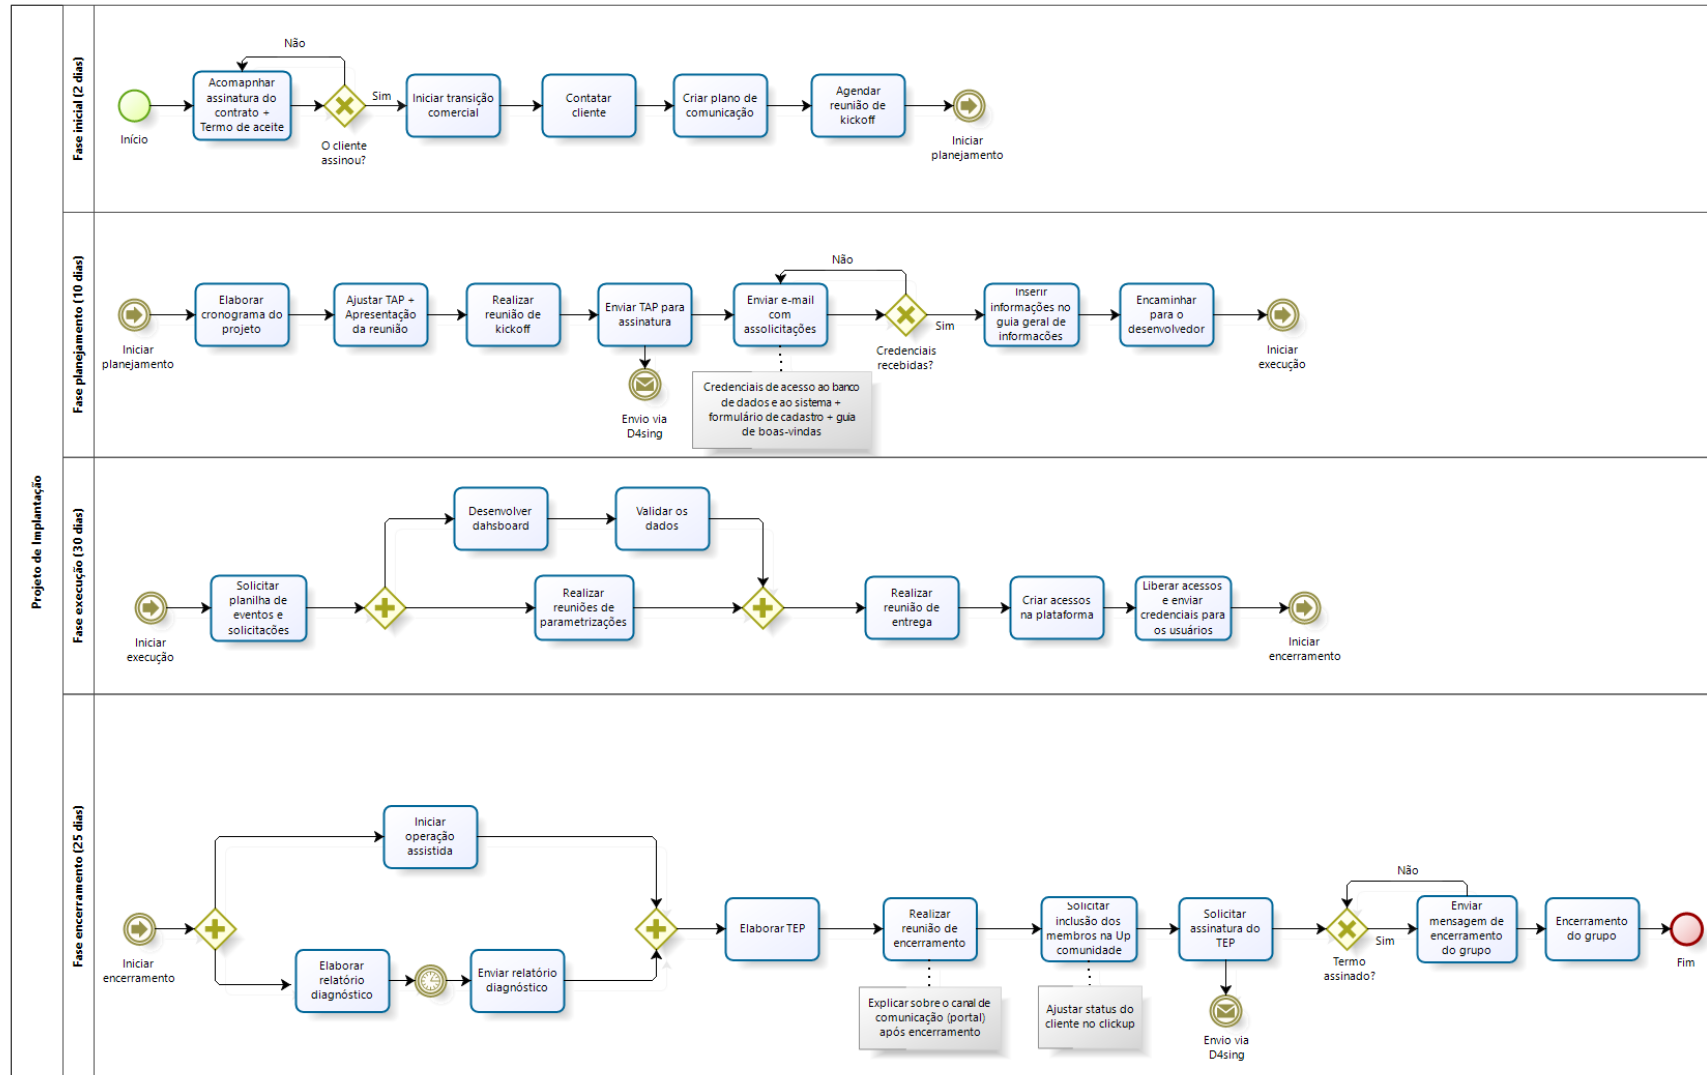 Projeto de Implantação
Fase inicial (2 dias)
Início
Acomapnhar
assinatura do
contrato +
Termo de aceite
Não
O cliente
assinou?
Sim
Iniciar transição
comercial
Contatar
cliente
Criar plano de
comunicação
Agendar
reunião de
kickoff
Iniciar
planejamento
Fase planejamento (10 dias)
Iniciar
planejamento
Elaborar
cronograma do
projeto
Ajustar TAP +
Apresentação
da reunião
Realizar
reunião de
kickoff
Enviar TAP para
assinatura
Envio via
D4sing
Enviar e-mail
com
assolicitações
Credenciais de acesso ao banco
de dados e ao sistema +
formulário de cadastro + guia
de boas-vindas
Não
Credenciais
recebidas?
Sim
Inserir
informações no
guia geral de
informacões
Encaminhar
para o
desenvolvedor
Iniciar
execução
Fase execução (30 dias)
Iniciar
execução
Solicitar
planilha de
eventos e
solicitacões
Desenvolver
dahsboard
Validar os
dados
Realizar
reuniões de
parametrizações
Realizar
reunião de
entrega
Criar acessos
na plataforma
Liberar acessos
e enviar
credenciais para
os usuários
Iniciar
encerramento
Fase encerramento (25 dias)
Iniciar
encerramento
Iniciar
operação
assistida
Elaborar
relatório
diagnóstico
Enviar relatório
diagnóstico
Elaborar TEP
Realizar
reunião de
encerramento
Explicar sobre o canal de
comunicação (portal)
após encerramento
Solicitar
inclusão dos
membros na Up
comunidade
Ajustar status do
cliente no clickup
Solicitar
assinatura do
TEP
Envio via
D4sing
Não
Termo
assinado?
Sim
Enviar
mensagem de
encerramento
do grupo
Encerramento
do grupo
Fim